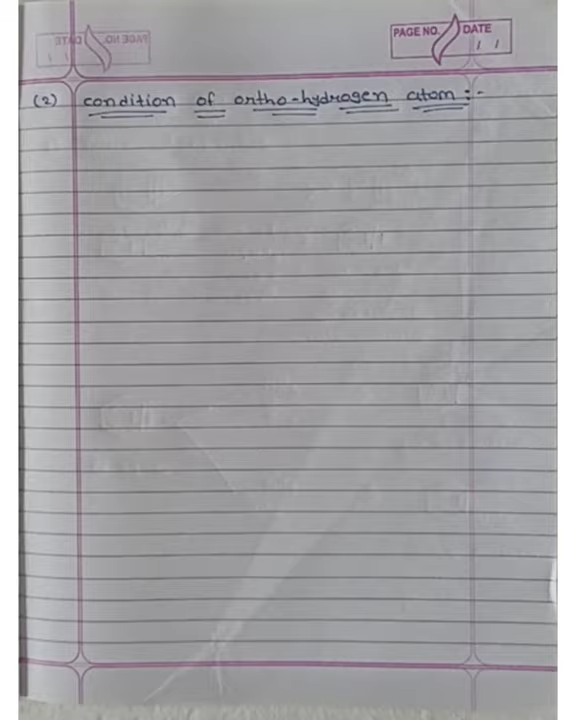 PAGE NO. DATE
/ /
(2) condition of ortho-hydrogen atom :-